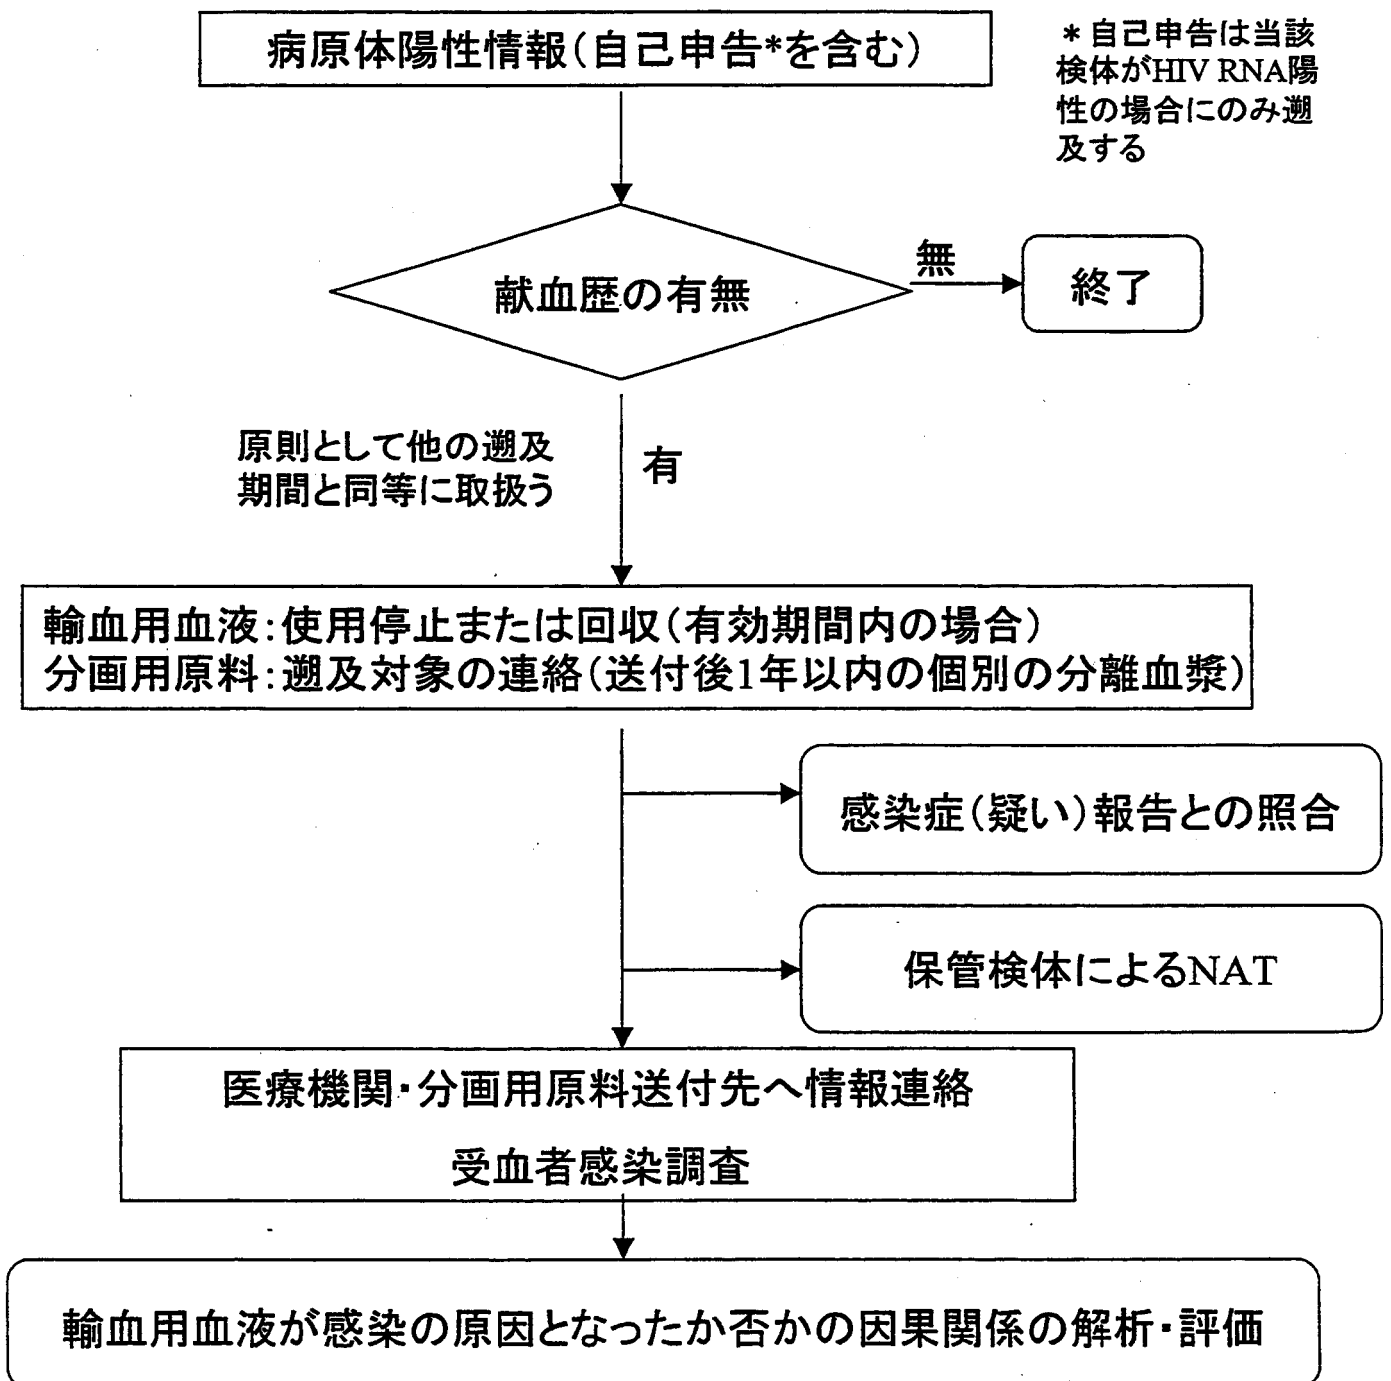 病原体陽性情報(自己申告*を含む)
*自己申告は当該
検体がHIV RNA陽
性の場合にのみ遡
及する
献血歴の有無
無
終了
原則として他の遡及
期間と同等に取扱う
有
輸血用血液:使用停止または回収(有効期間内の場合)
分画用原料:遡及対象の連絡(送付後1年以内の個別の分離血漿)
感染症(疑い)報告との照合
保管検体によるNAT
医療機関・分画用原料送付先へ情報連絡
受血者感染調査
輸血用血液が感染の原因となったか否かの因果関係の解析・評価